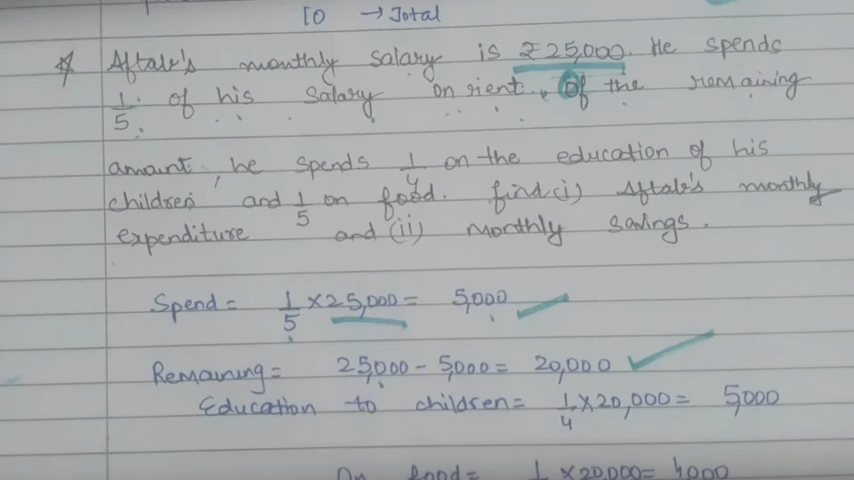 [0 → Total
Aftab's monthly salary is ₹25,000. He spends
1/5 of his salary on rent. Of the remaining
amount, he spends 1/4 on the education of his
children and 1/5 on food. find (i) Aftab's monthly
expenditure and (ii) monthly savings.
Spend = 1/5 × 25,000 = 5,000
Remaining = 25,000 - 5,000 = 20,000
Education to children = 1/4 × 20,000 = 5,000
On food = 1 × 20,000 = 4000